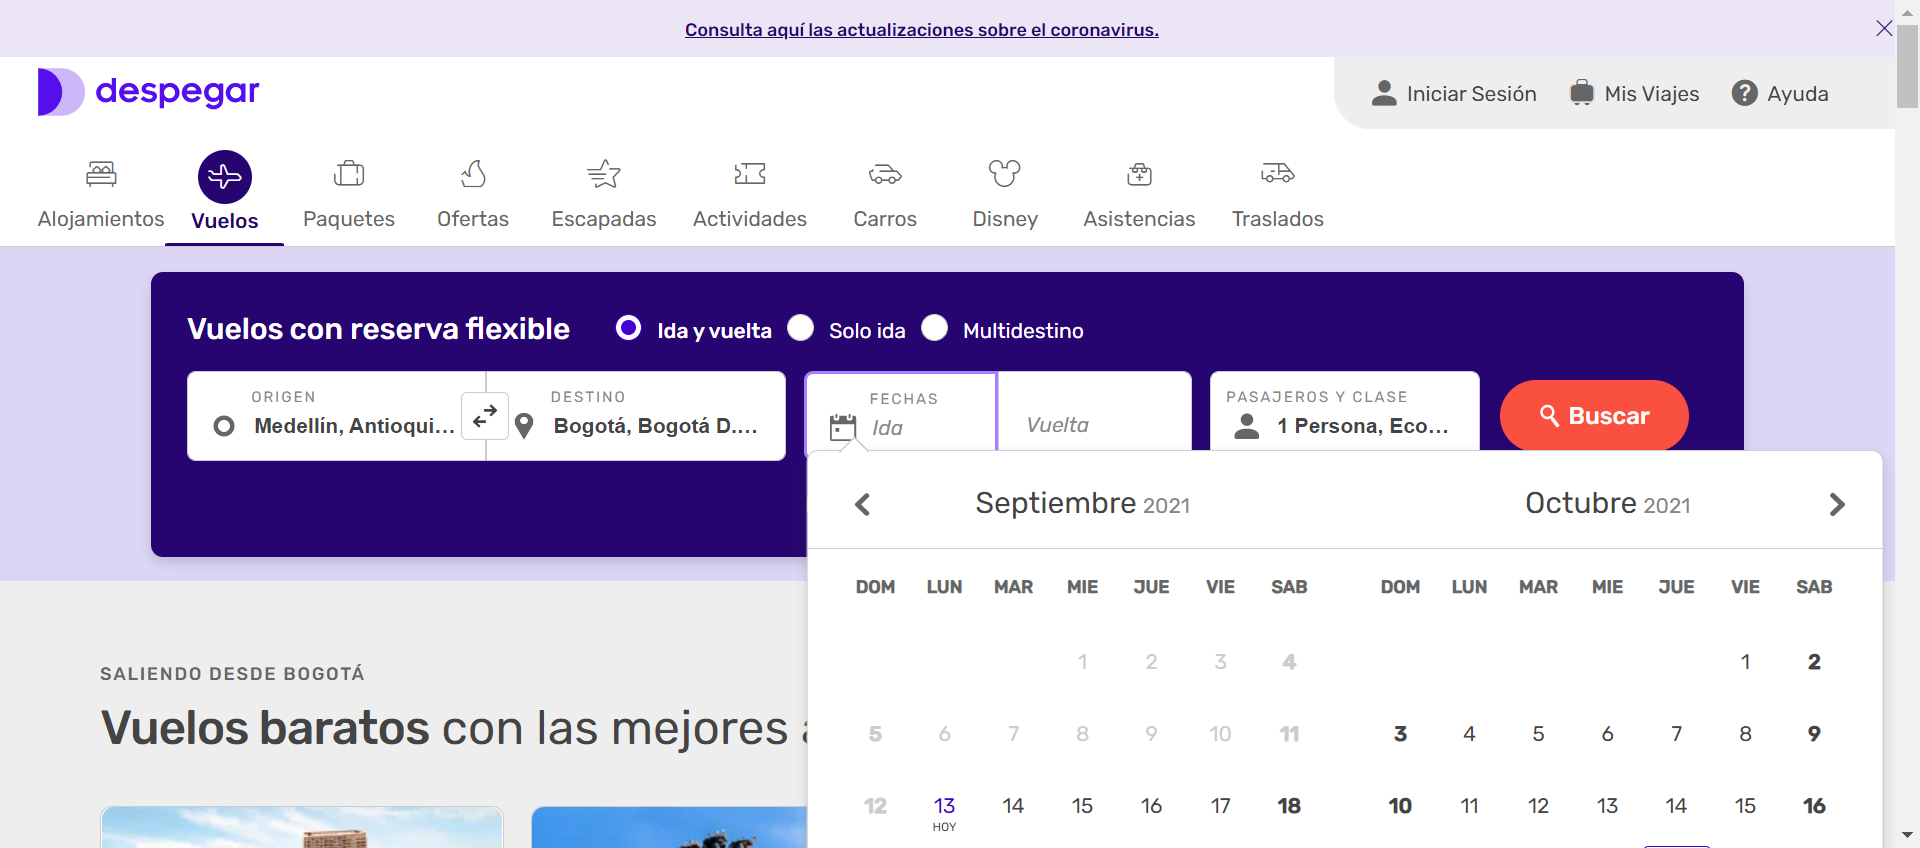 Consulta aquí las actualizaciones sobre el coronavirus.
despegar
Iniciar Sesión
Mis Viajes
Ayuda
Alojamientos
Vuelos
Paquetes
Ofertas
Escapadas
Actividades
Carros
Disney
Asistencias
Traslados
Vuelos con reserva flexible
Ida y vuelta
Solo ida
Multidestino
ORIGEN
Medellín, Antioqui...
DESTINO
Bogotá, Bogotá D....
FECHAS
Ida
Vuelta
PASAJEROS Y CLASE
1 Persona, Eco...
Buscar
Septiembre 2021
DOM LUN MAR MIE JUE VIE SAB
1 2 3 4
5 6 7 8 9 10 11
12 13 14 15 16 17 18
HOY
Octubre 2021
DOM LUN MAR MIE JUE VIE SAB
1 2
3 4 5 6 7 8 9
10 11 12 13 14 15 16
SALIENDO DESDE BOGOTÁ
Vuelos baratos con las mejores